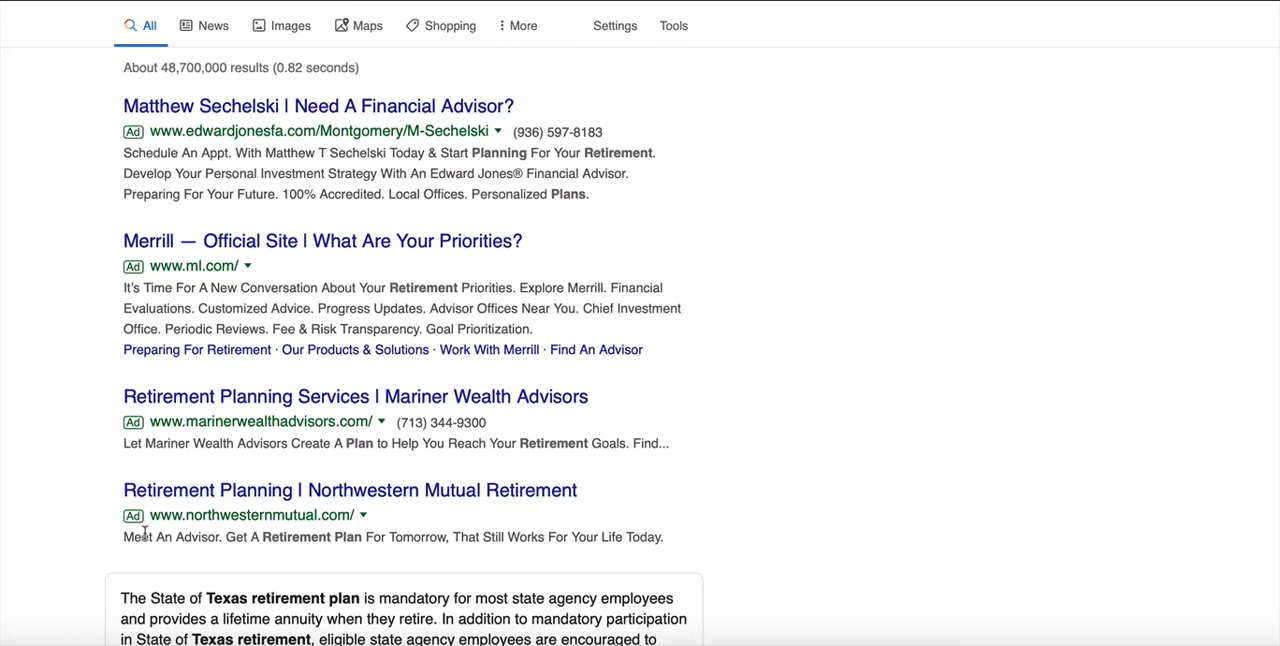 All News Images Maps Shopping More Settings Tools
About 48,700,000 results (0.82 seconds)
Matthew Sechelski | Need A Financial Advisor?
Ad www.edwardjonesfa.com/Montgomery/M-Sechelski (936) 597-8183
Schedule An Appt. With Matthew T Sechelski Today & Start Planning For Your Retirement.
Develop Your Personal Investment Strategy With An Edward Jones® Financial Advisor.
Preparing For Your Future. 100% Accredited. Local Offices. Personalized Plans.
Merrill — Official Site | What Are Your Priorities?
Ad www.ml.com/
It's Time For A New Conversation About Your Retirement Priorities. Explore Merrill. Financial
Evaluations. Customized Advice. Progress Updates. Advisor Offices Near You. Chief Investment
Office. Periodic Reviews. Fee & Risk Transparency. Goal Prioritization.
Preparing For Retirement · Our Products & Solutions · Work With Merrill · Find An Advisor
Retirement Planning Services | Mariner Wealth Advisors
Ad www.marinerwealthadvisors.com/ (713) 344-9300
Let Mariner Wealth Advisors Create A Plan to Help You Reach Your Retirement Goals. Find...
Retirement Planning | Northwestern Mutual Retirement
Ad www.northwesternmutual.com/
Meet An Advisor. Get A Retirement Plan For Tomorrow, That Still Works For Your Life Today.
The State of Texas retirement plan is mandatory for most state agency employees
and provides a lifetime annuity when they retire. In addition to mandatory participation
in State of Texas retirement, eligible state agency employees are encouraged to